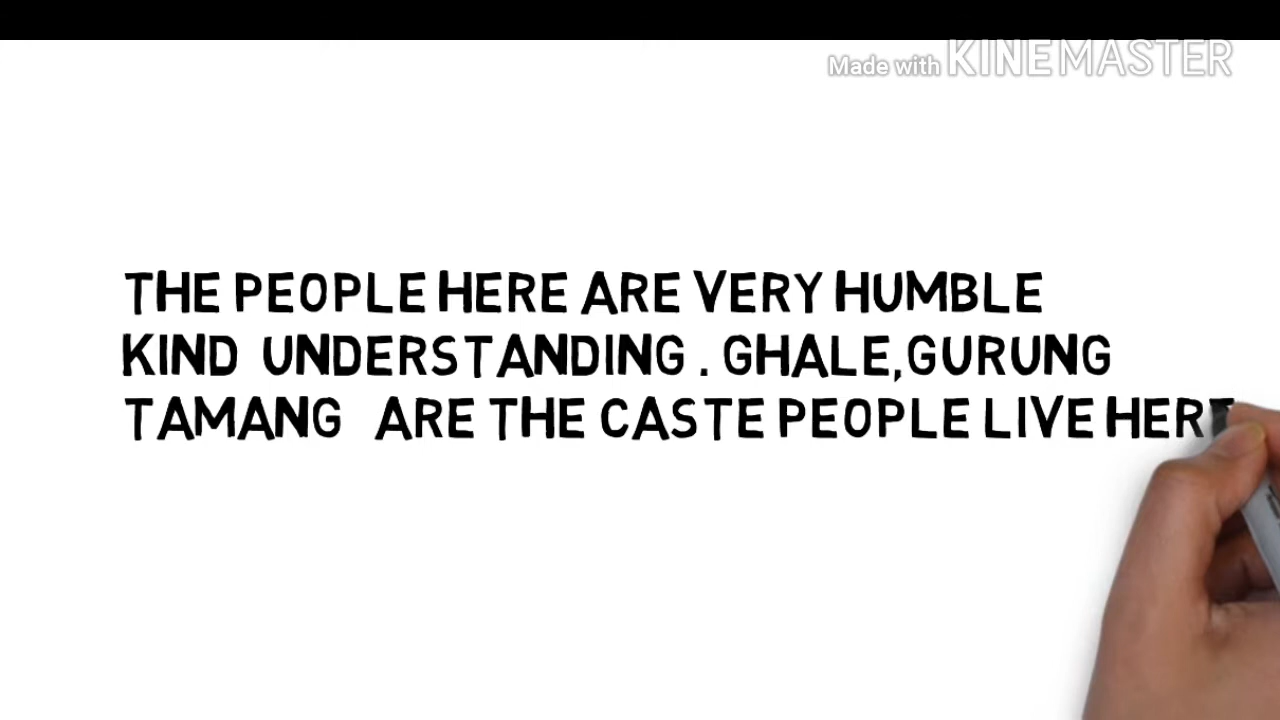 Made with KINEMASTER
THE PEOPLE HERE ARE VERY HUMBLE
KIND UNDERSTANDING . GHALE,GURUNG
TAMANG ARE THE CASTE PEOPLE LIVE HERE